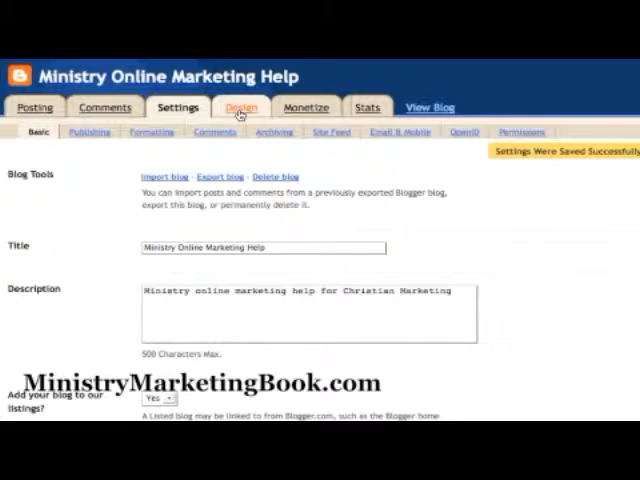 Ministry Online Marketing Help
Posting Comments Settings Design Monetize Stats View Blog
Basic Publishing Formatting Comments Archiving Site Feed Email & Mobile OpenID Permissions
Settings Were Saved Successfully
Blog Tools
Import blog - Export blog - Delete blog
You can import posts and comments from a previously exported Blogger blog,
export this blog, or permanently delete it.
Title
Ministry Online Marketing Help
Description
Ministry online marketing help for Christian Marketing
500 Characters Max.
MinistryMarketingBook.com
Add your blog to our
listings?
Yes
A Listed blog may be linked to from Blogger.com, such as the Blogger home